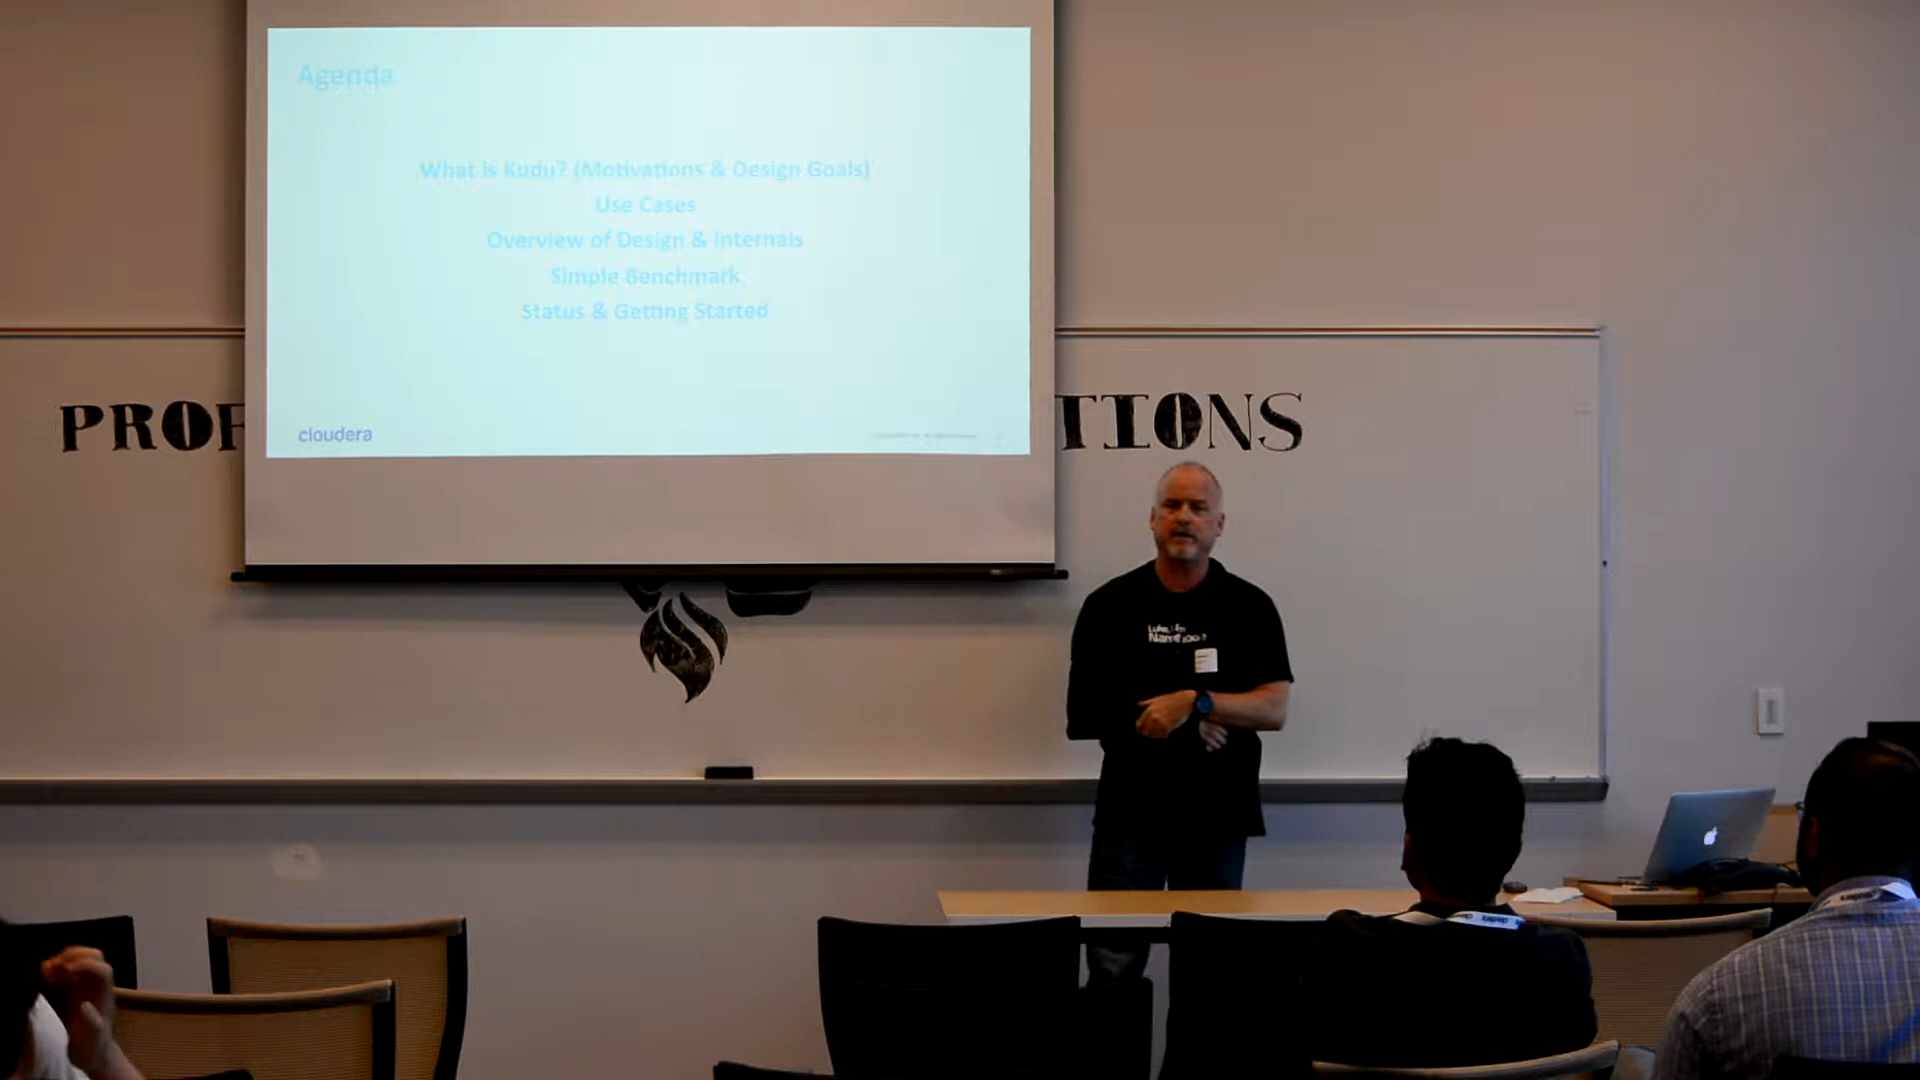 Agenda
What is Kudu? (Motivations & Design Goals)
Use Cases
Overview of Design & Internals
Simple Benchmark
Status & Getting Started
cloudera
PROF
TIONS